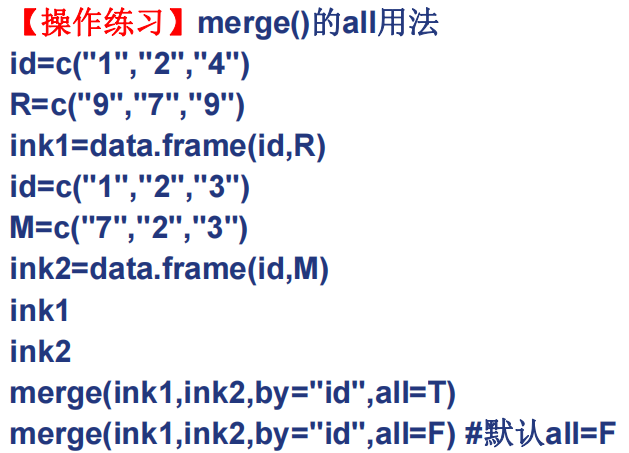 【操作练习】merge()的all用法
id=c("1","2","4")
R=c("9","7","9")
ink1=data.frame(id,R)
id=c("1","2","3")
M=c("7","2","3")
ink2=data.frame(id,M)
ink1
ink2
merge(ink1,ink2,by="id",all=T)
merge(ink1,ink2,by="id",all=F) #默认all=F